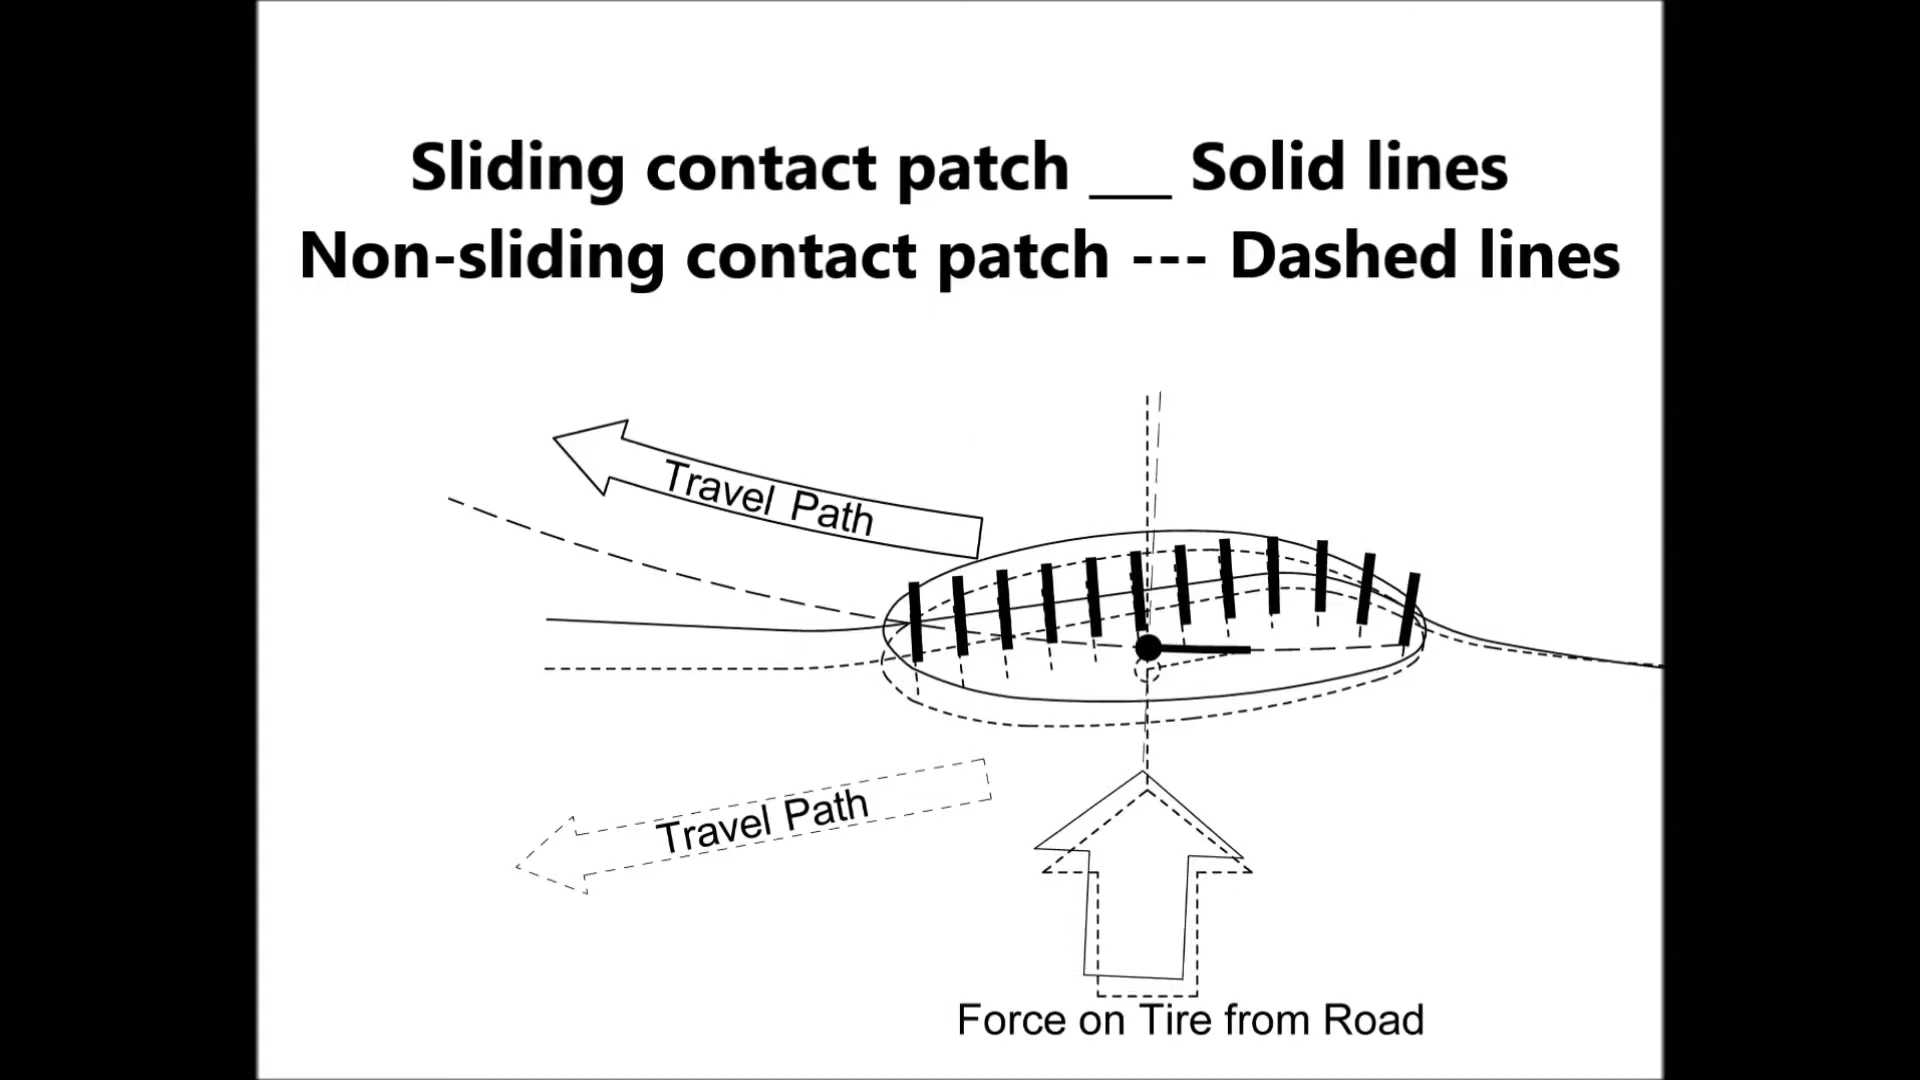 Sliding contact patch ___ Solid lines
Non-sliding contact patch --- Dashed lines
Travel Path
Travel Path
Force on Tire from Road